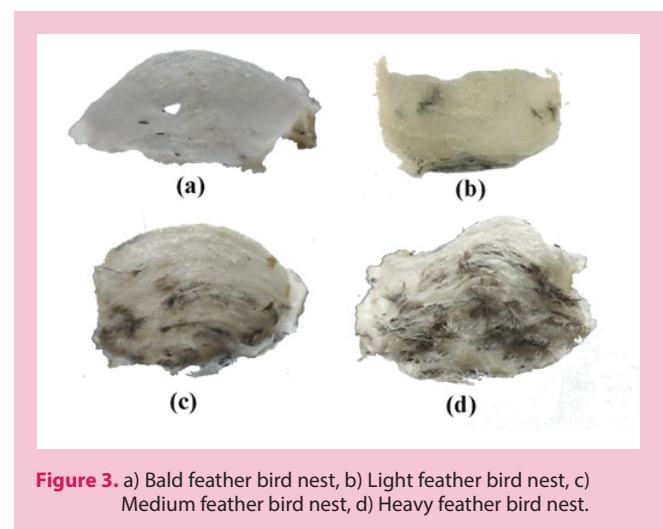 (a)
(b)
(c)
(d)
Figure 3. a) Bald feather bird nest, b) Light feather bird nest, c)
Medium feather bird nest, d) Heavy feather bird nest.